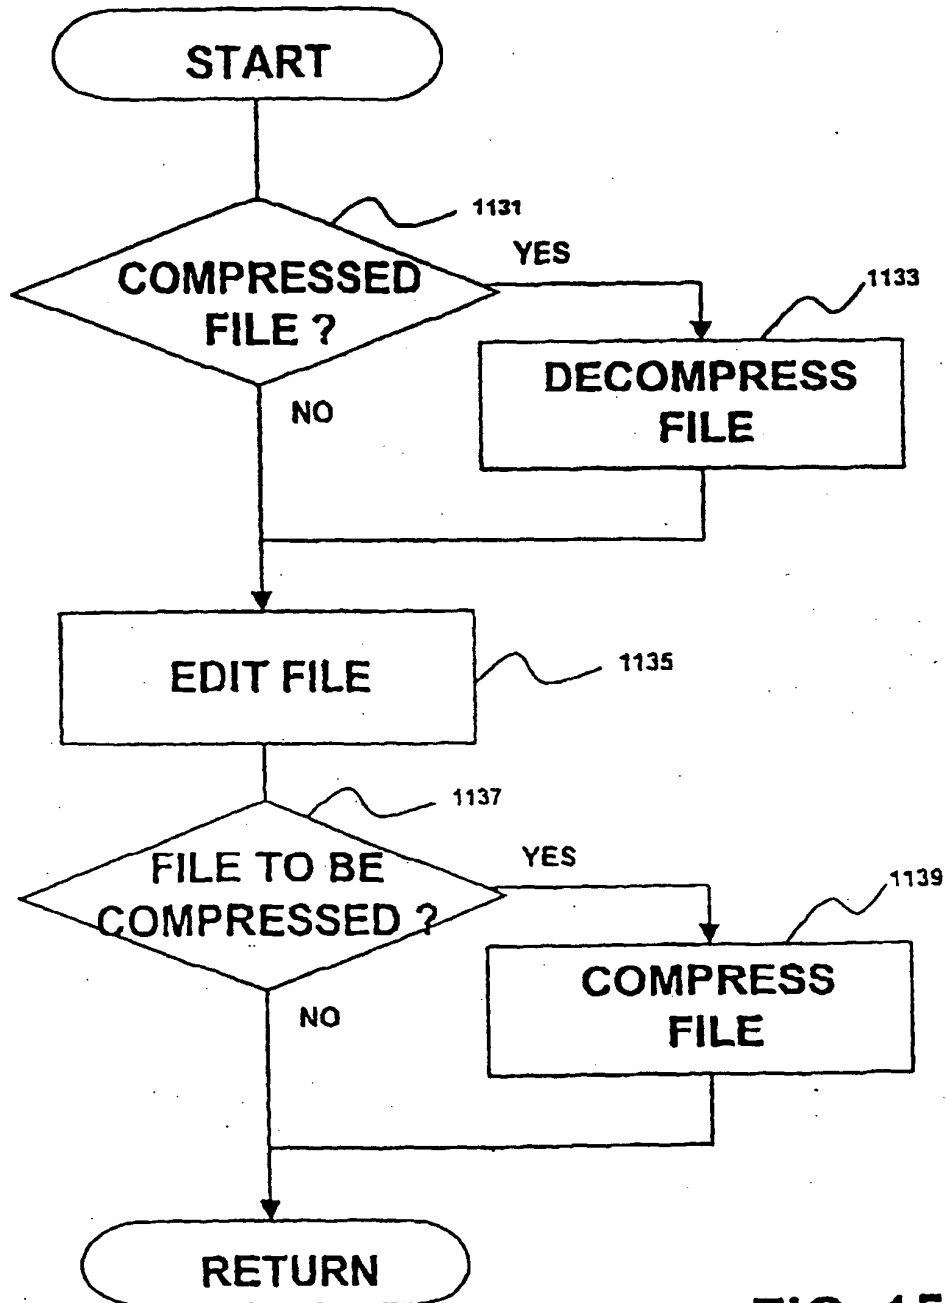 START
1131
YES
COMPRESSED
FILE ?
1133
DECOMPRESS
FILE
NO
EDIT FILE
1135
1137
FILE TO BE
COMPRESSED ?
YES
1139
COMPRESS
FILE
NO
RETURN